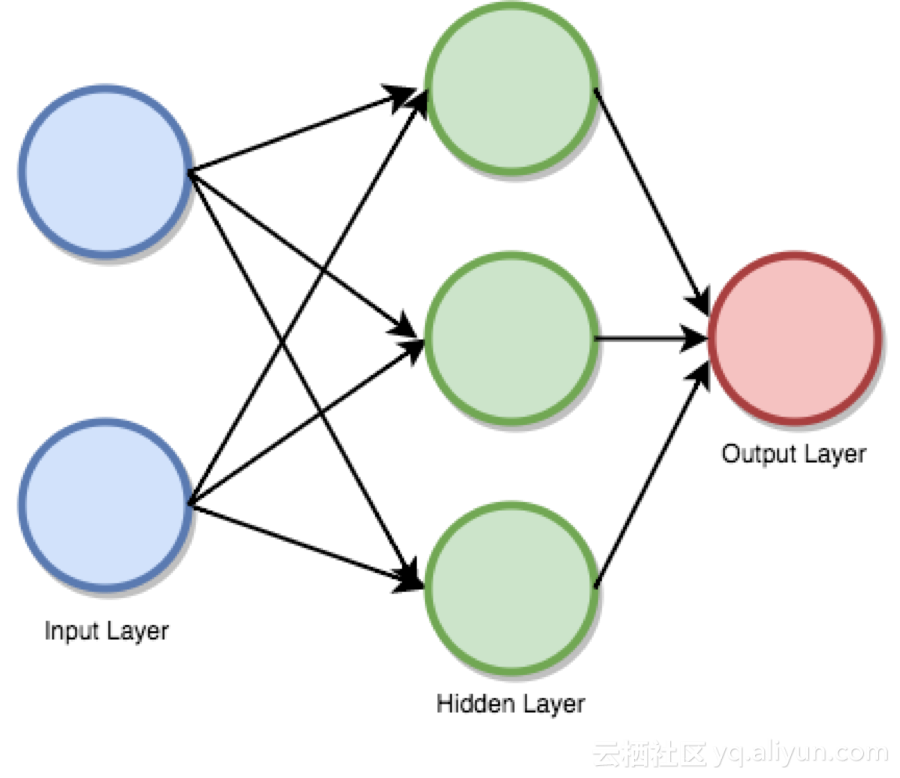 Output Layer
Input Layer
Hidden Layer
云栖社区 yq.aliyun.com